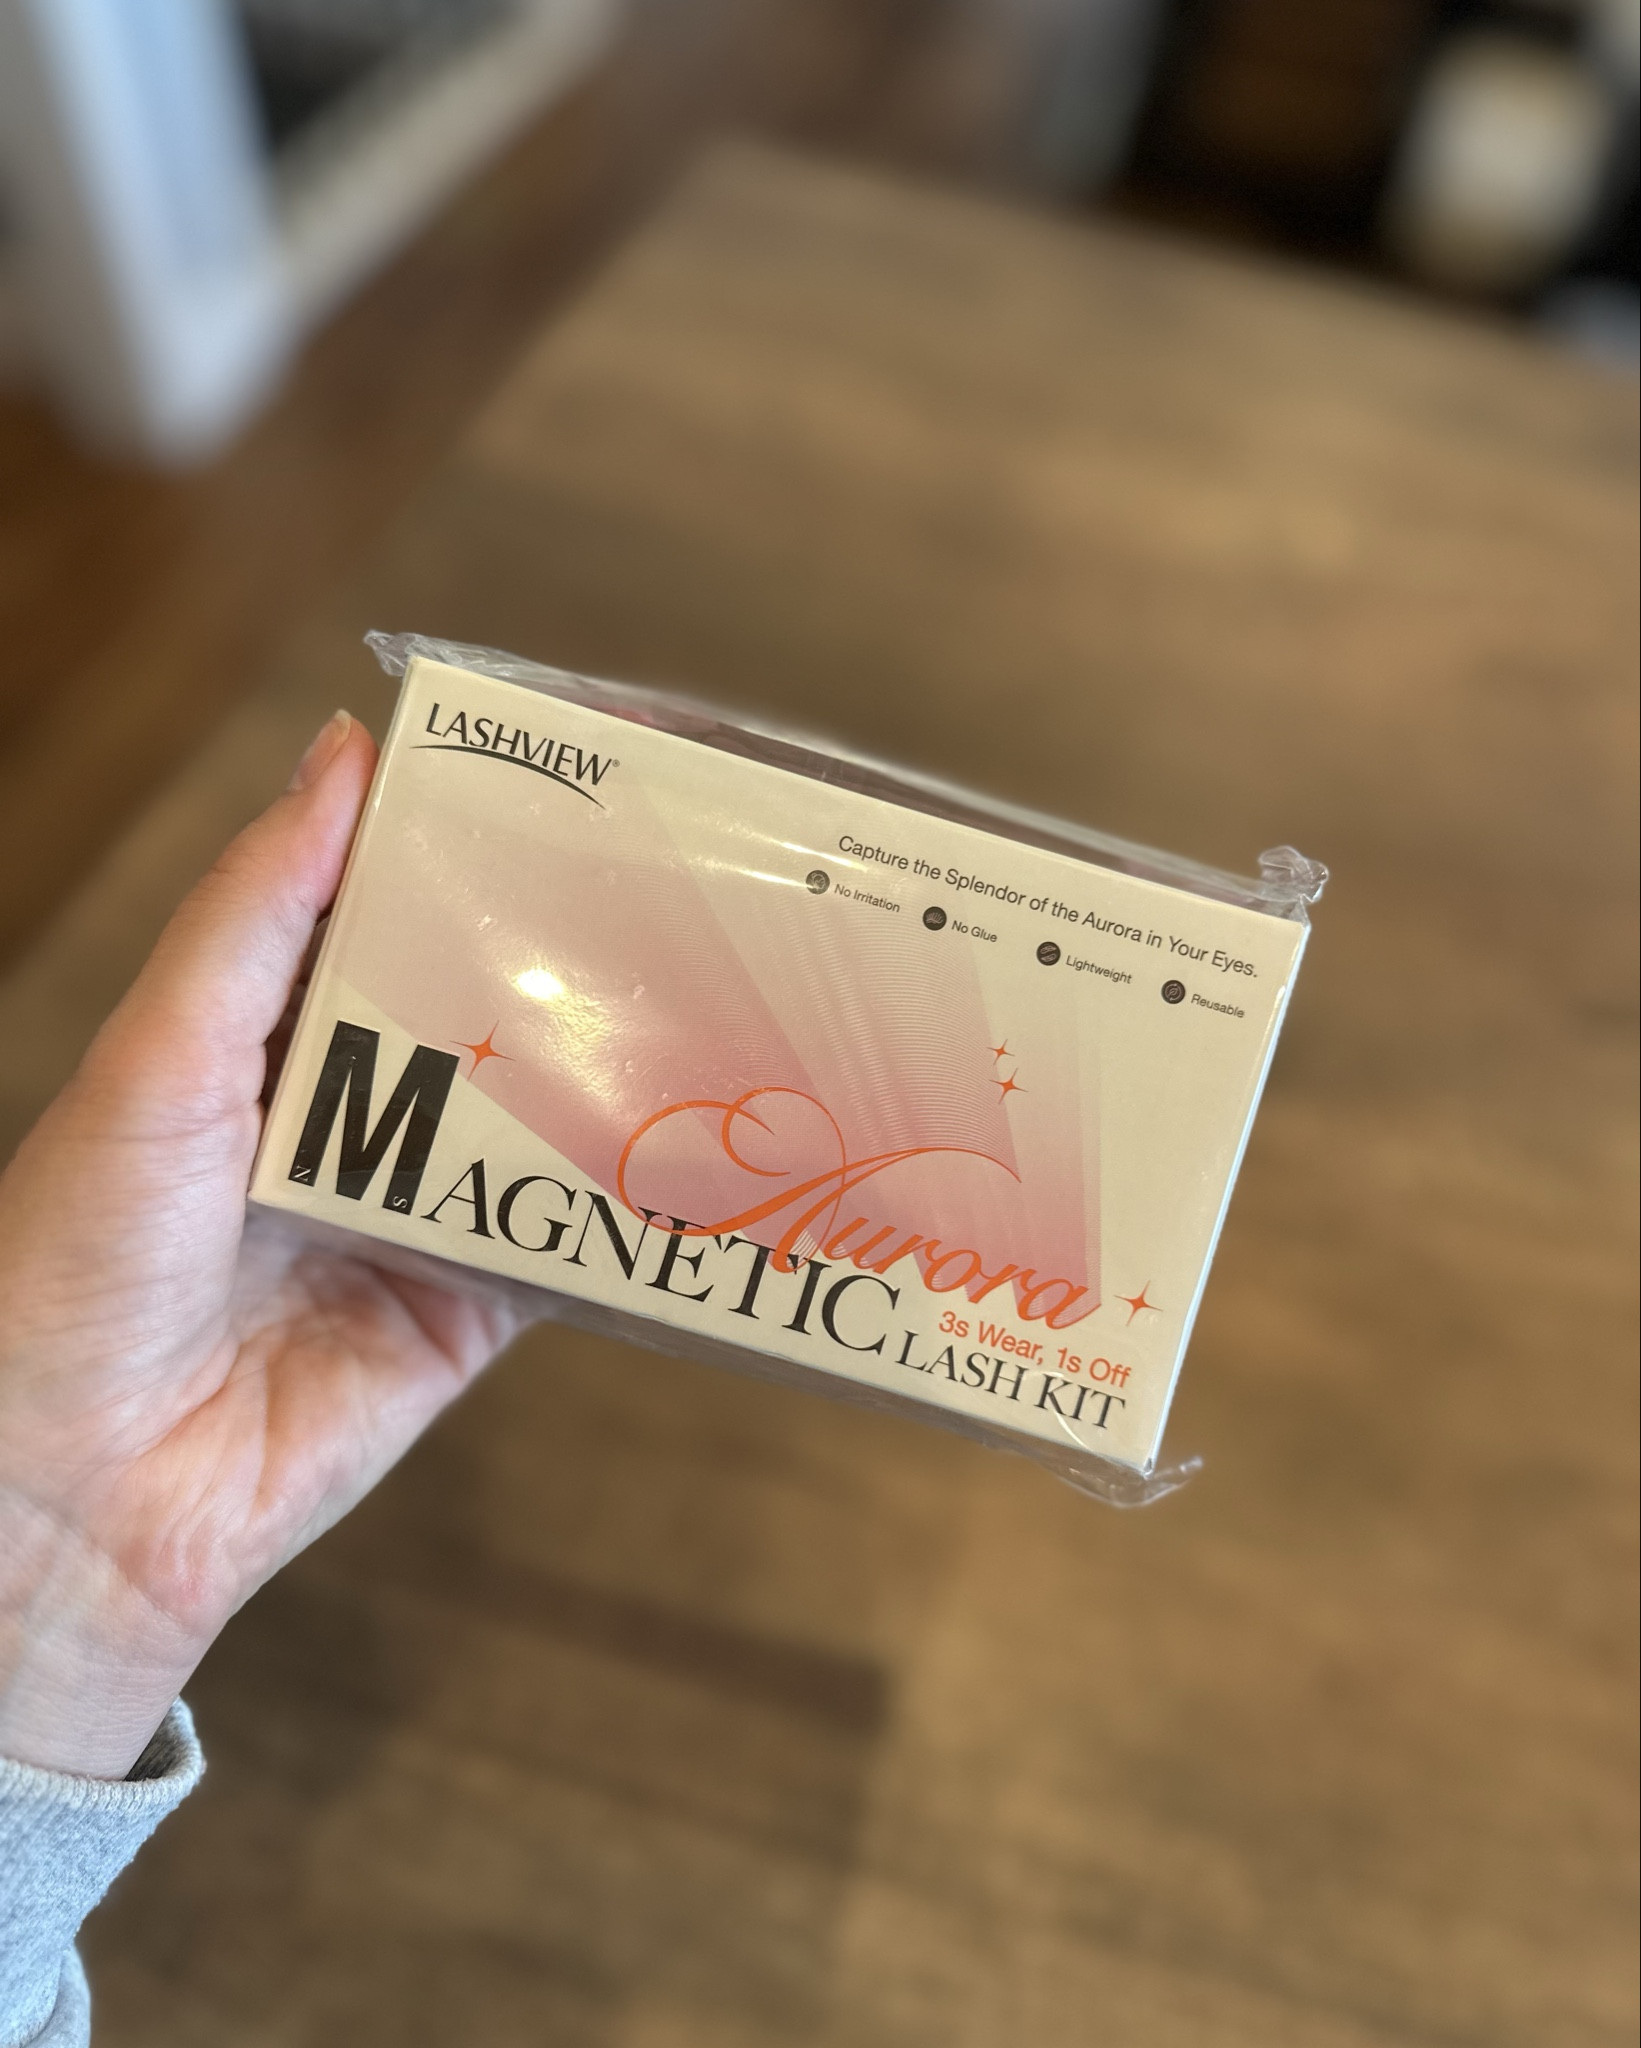 LASHVIEW®
Capture the Splendor of the Aurora in Your Eyes.
No Irritation
No Glue
Lightweight
Reusable
N S
MAGNETIC
Aurora
3s Wear, 1s Off
LASH KIT